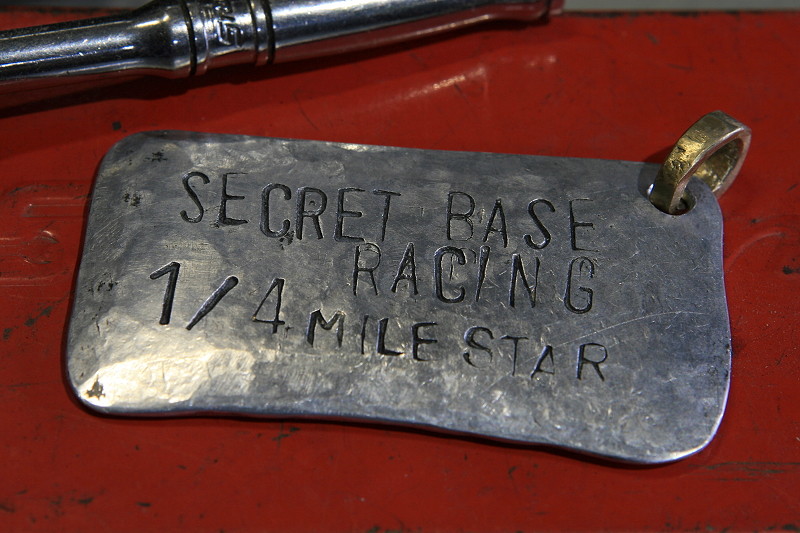 SECRET BASE
RACING
1/4 MILE STAR